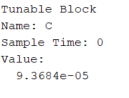 Tunable Block
Name: C
Sample Time: 0
Value:
9.3684e-05